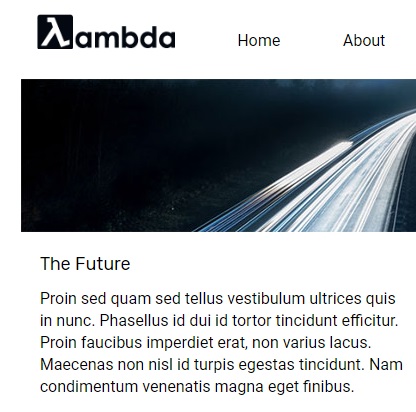 λambda
Home About
The Future
Proin sed quam sed tellus vestibulum ultrices quis
in nunc. Phasellus id dui id tortor tincidunt efficitur.
Proin faucibus imperdiet erat, non varius lacus.
Maecenas non nisl id turpis egestas tincidunt. Nam
condimentum venenatis magna eget finibus.